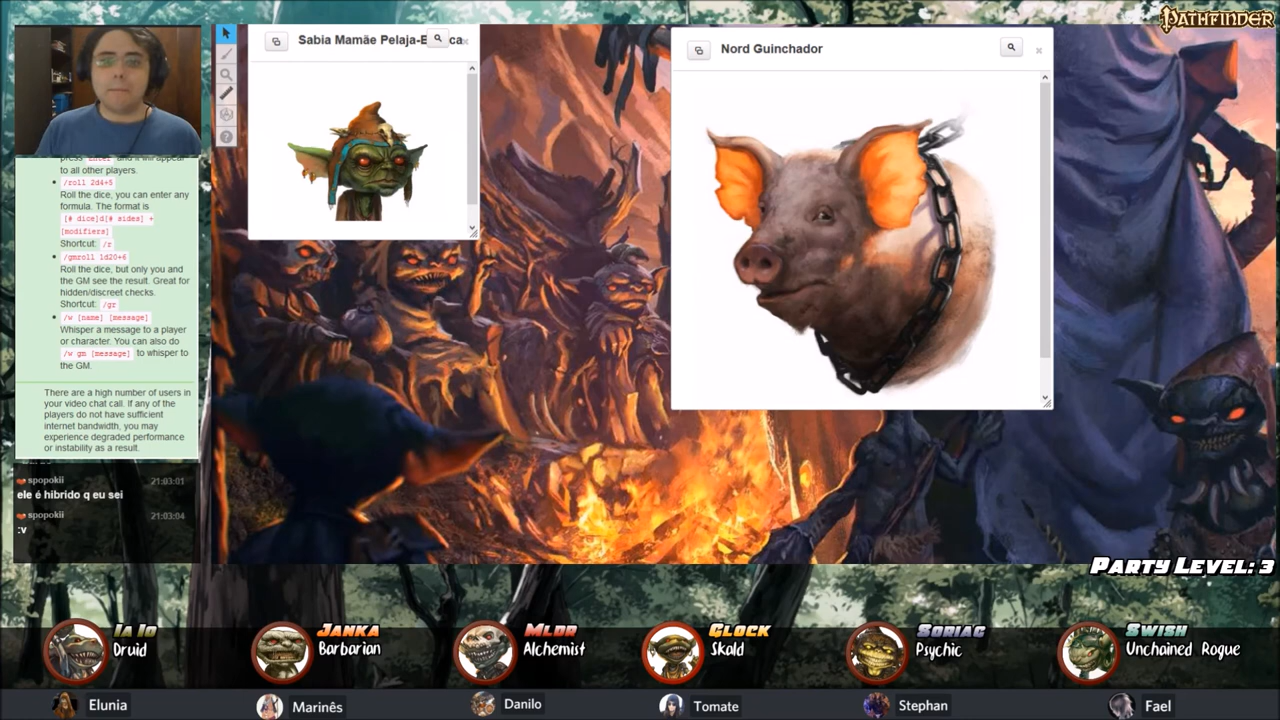 PATHFINDER
Sabia Mamãe Pelaja-E
ca
Nord Guinchador
press Enter and it will appear
to all other players.
/roll 2d4+5
Roll the dice, you can enter any
formula. The format is
[# dice]d[# sides] +
[modifiers]
Shortcut: /r
/gmroll 1d20+6
Roll the dice, but only you and
the GM see the result. Great for
hidden/discreet checks.
Shortcut: /gr
/w [name] [message]
Whisper a message to a player
or character. You can also do
/w gm [message] to whisper to
the GM.
There are a high number of users in
your video chat call. If any of the
players do not have sufficient
internet bandwidth, you may
experience degraded performance
or instability as a result.
spopokii 21:03:01
ele é hibrido q eu sei
spopokii 21:03:04
:v
Party Level: 3
Ia Io
Druid
Janka
Barbarian
Mldr
Alchemist
Glock
Skald
Soriac
Psychic
Swish
Unchained Rogue
Elunia
Marinês
Danilo
Tomate
Stephan
Fael